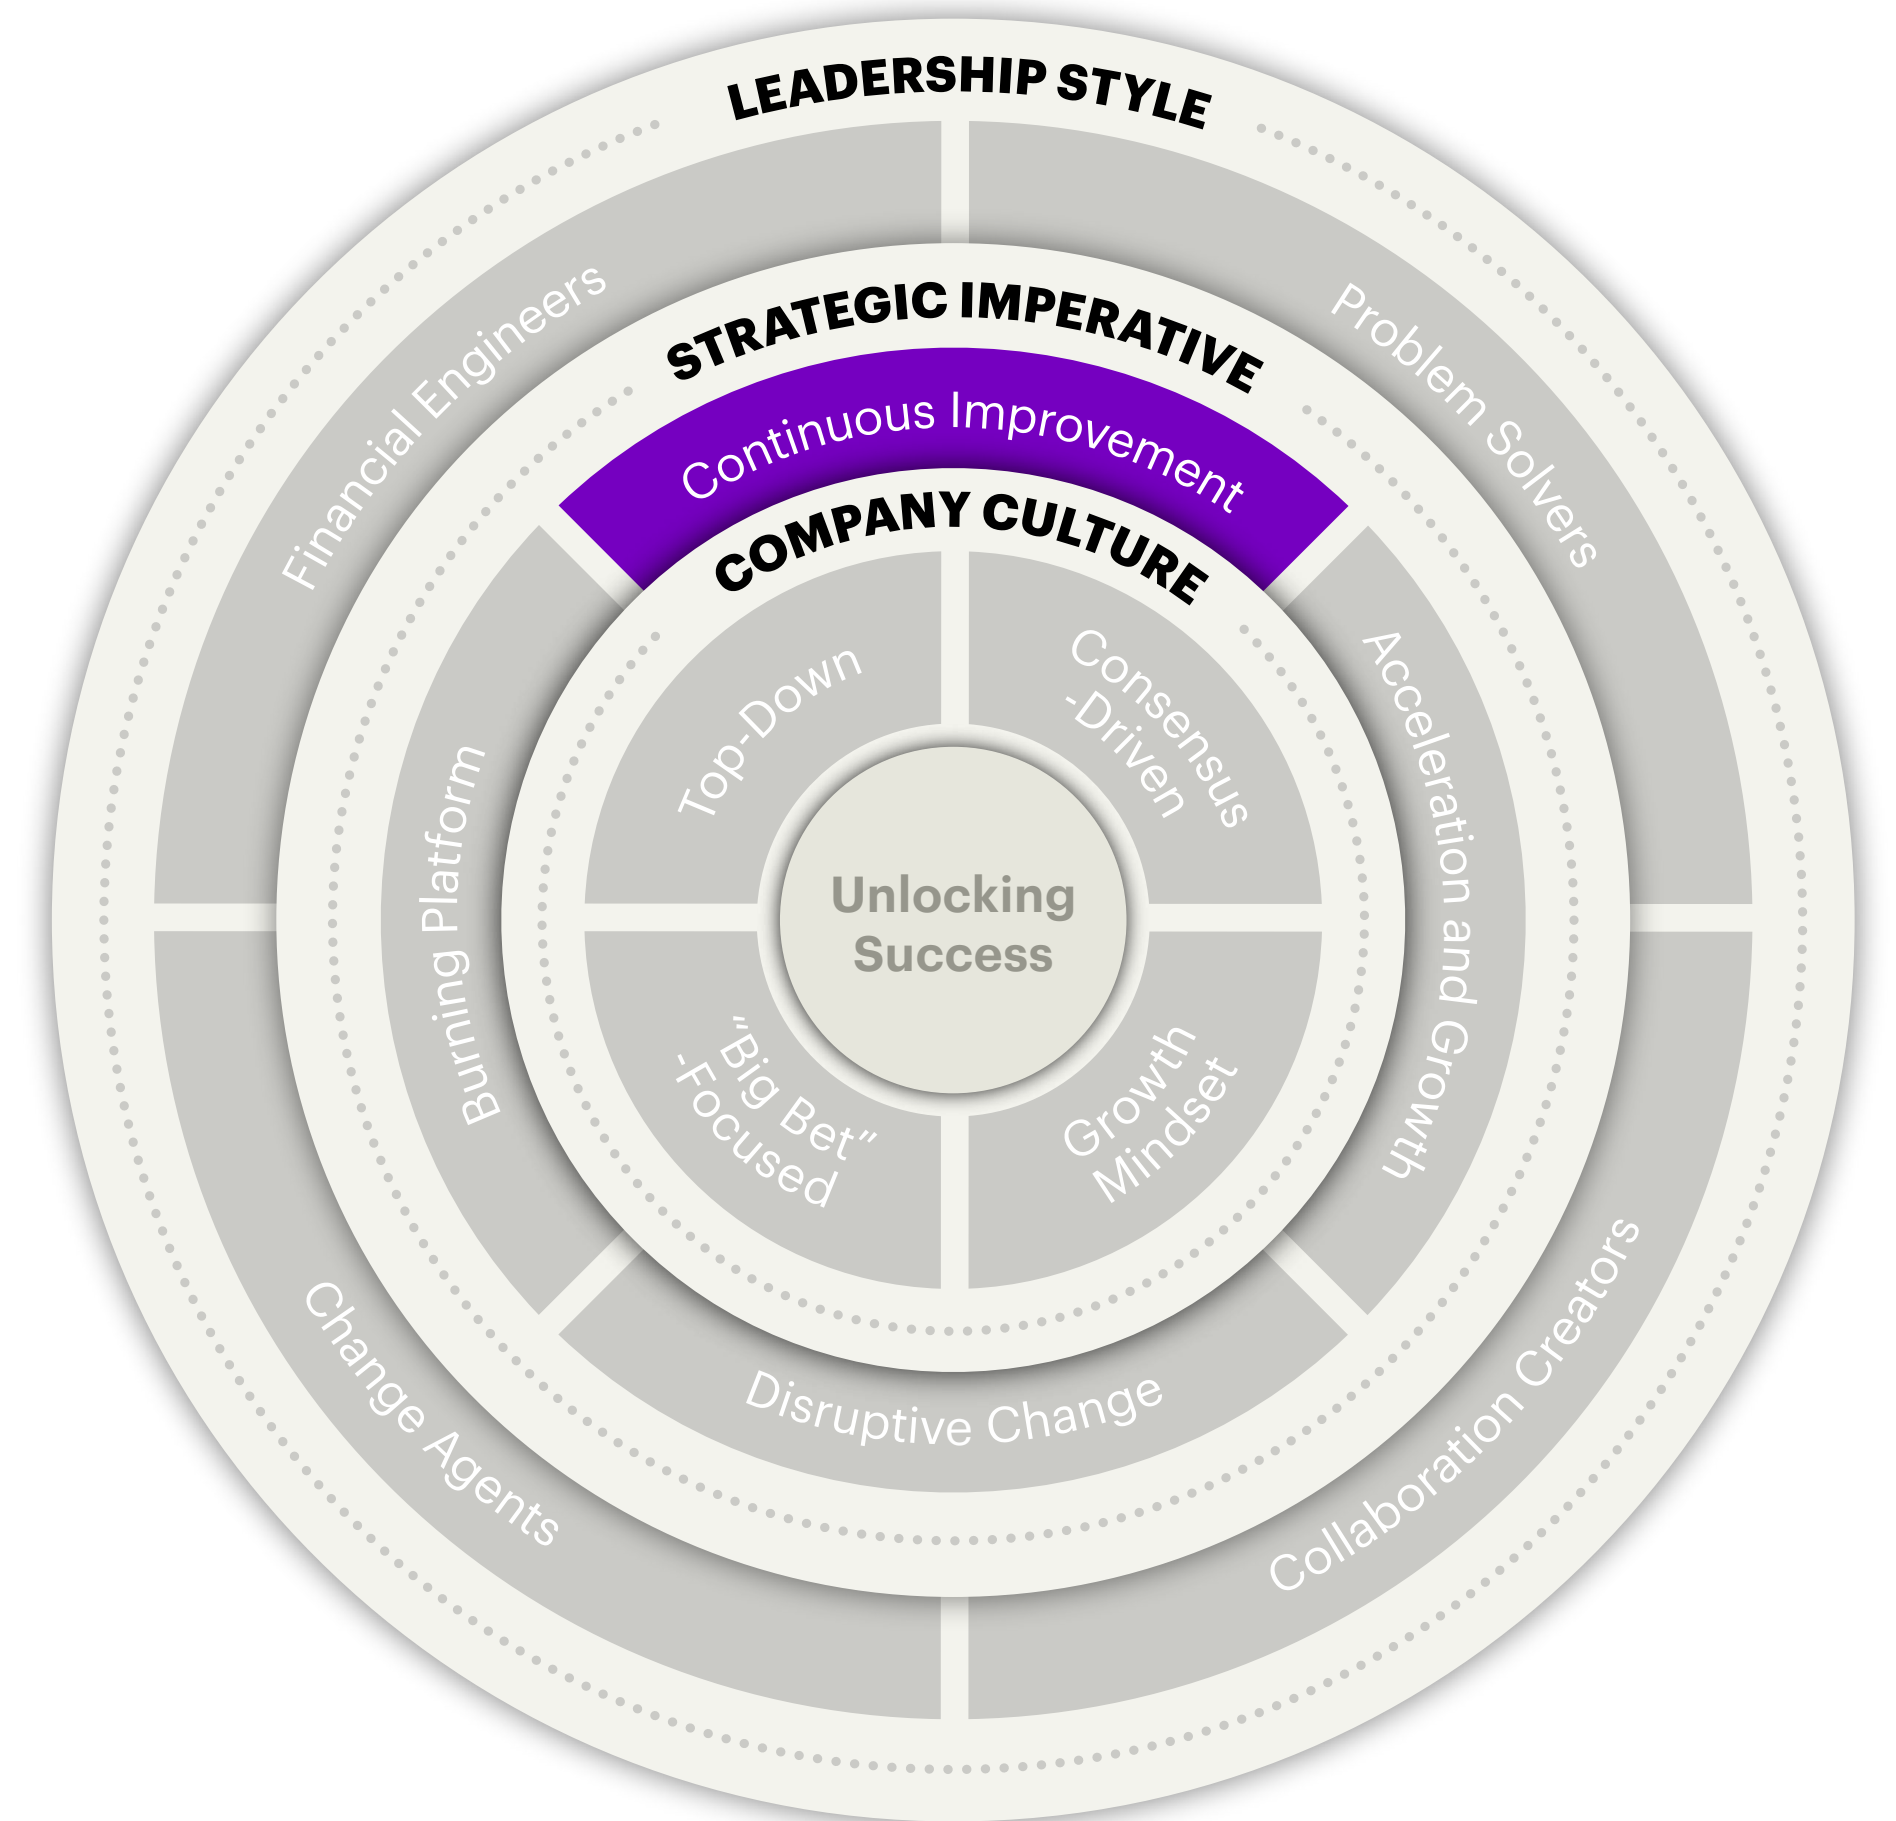 LEADERSHIP STYLE
Financial Engineers
Problem Solvers
Change Agents
Collaboration Creators
STRATEGIC IMPERATIVE
Continuous Improvement
Burning Platform
Acceleration and Growth
Disruptive Change
COMPANY CULTURE
Top-Down
Consensus
-Driven
“Big Bet”
-Focused
Growth
Mindset
Unlocking
Success